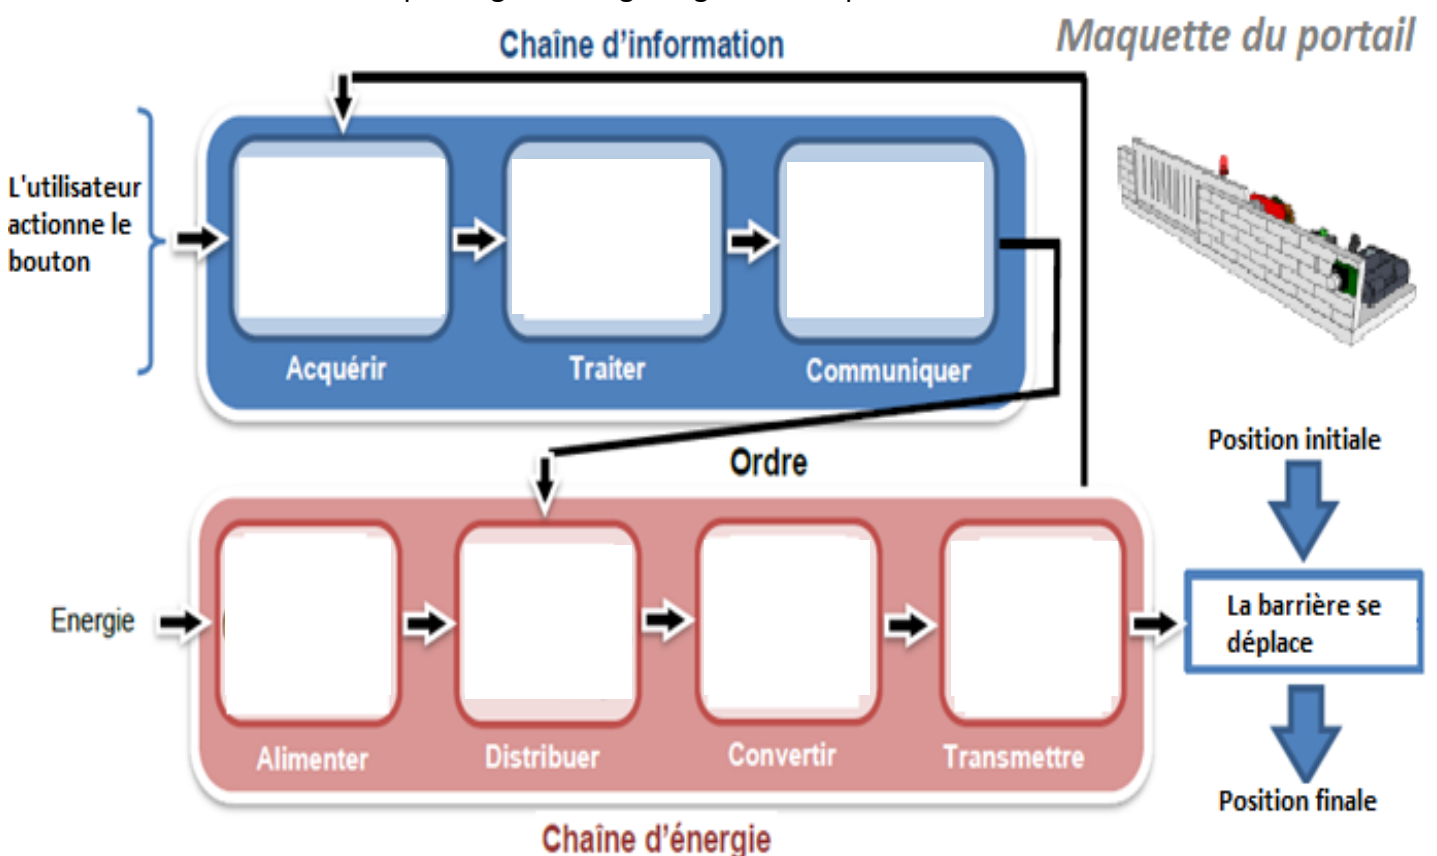 Chaîne d'information
Maquette du portail
L'utilisateur
actionne le
bouton
Acquérir
Traiter
Communiquer
Ordre
Position initiale
Energie
La barrière se
déplace
Alimenter
Distribuer
Convertir
Transmettre
Position finale
Chaîne d'énergie